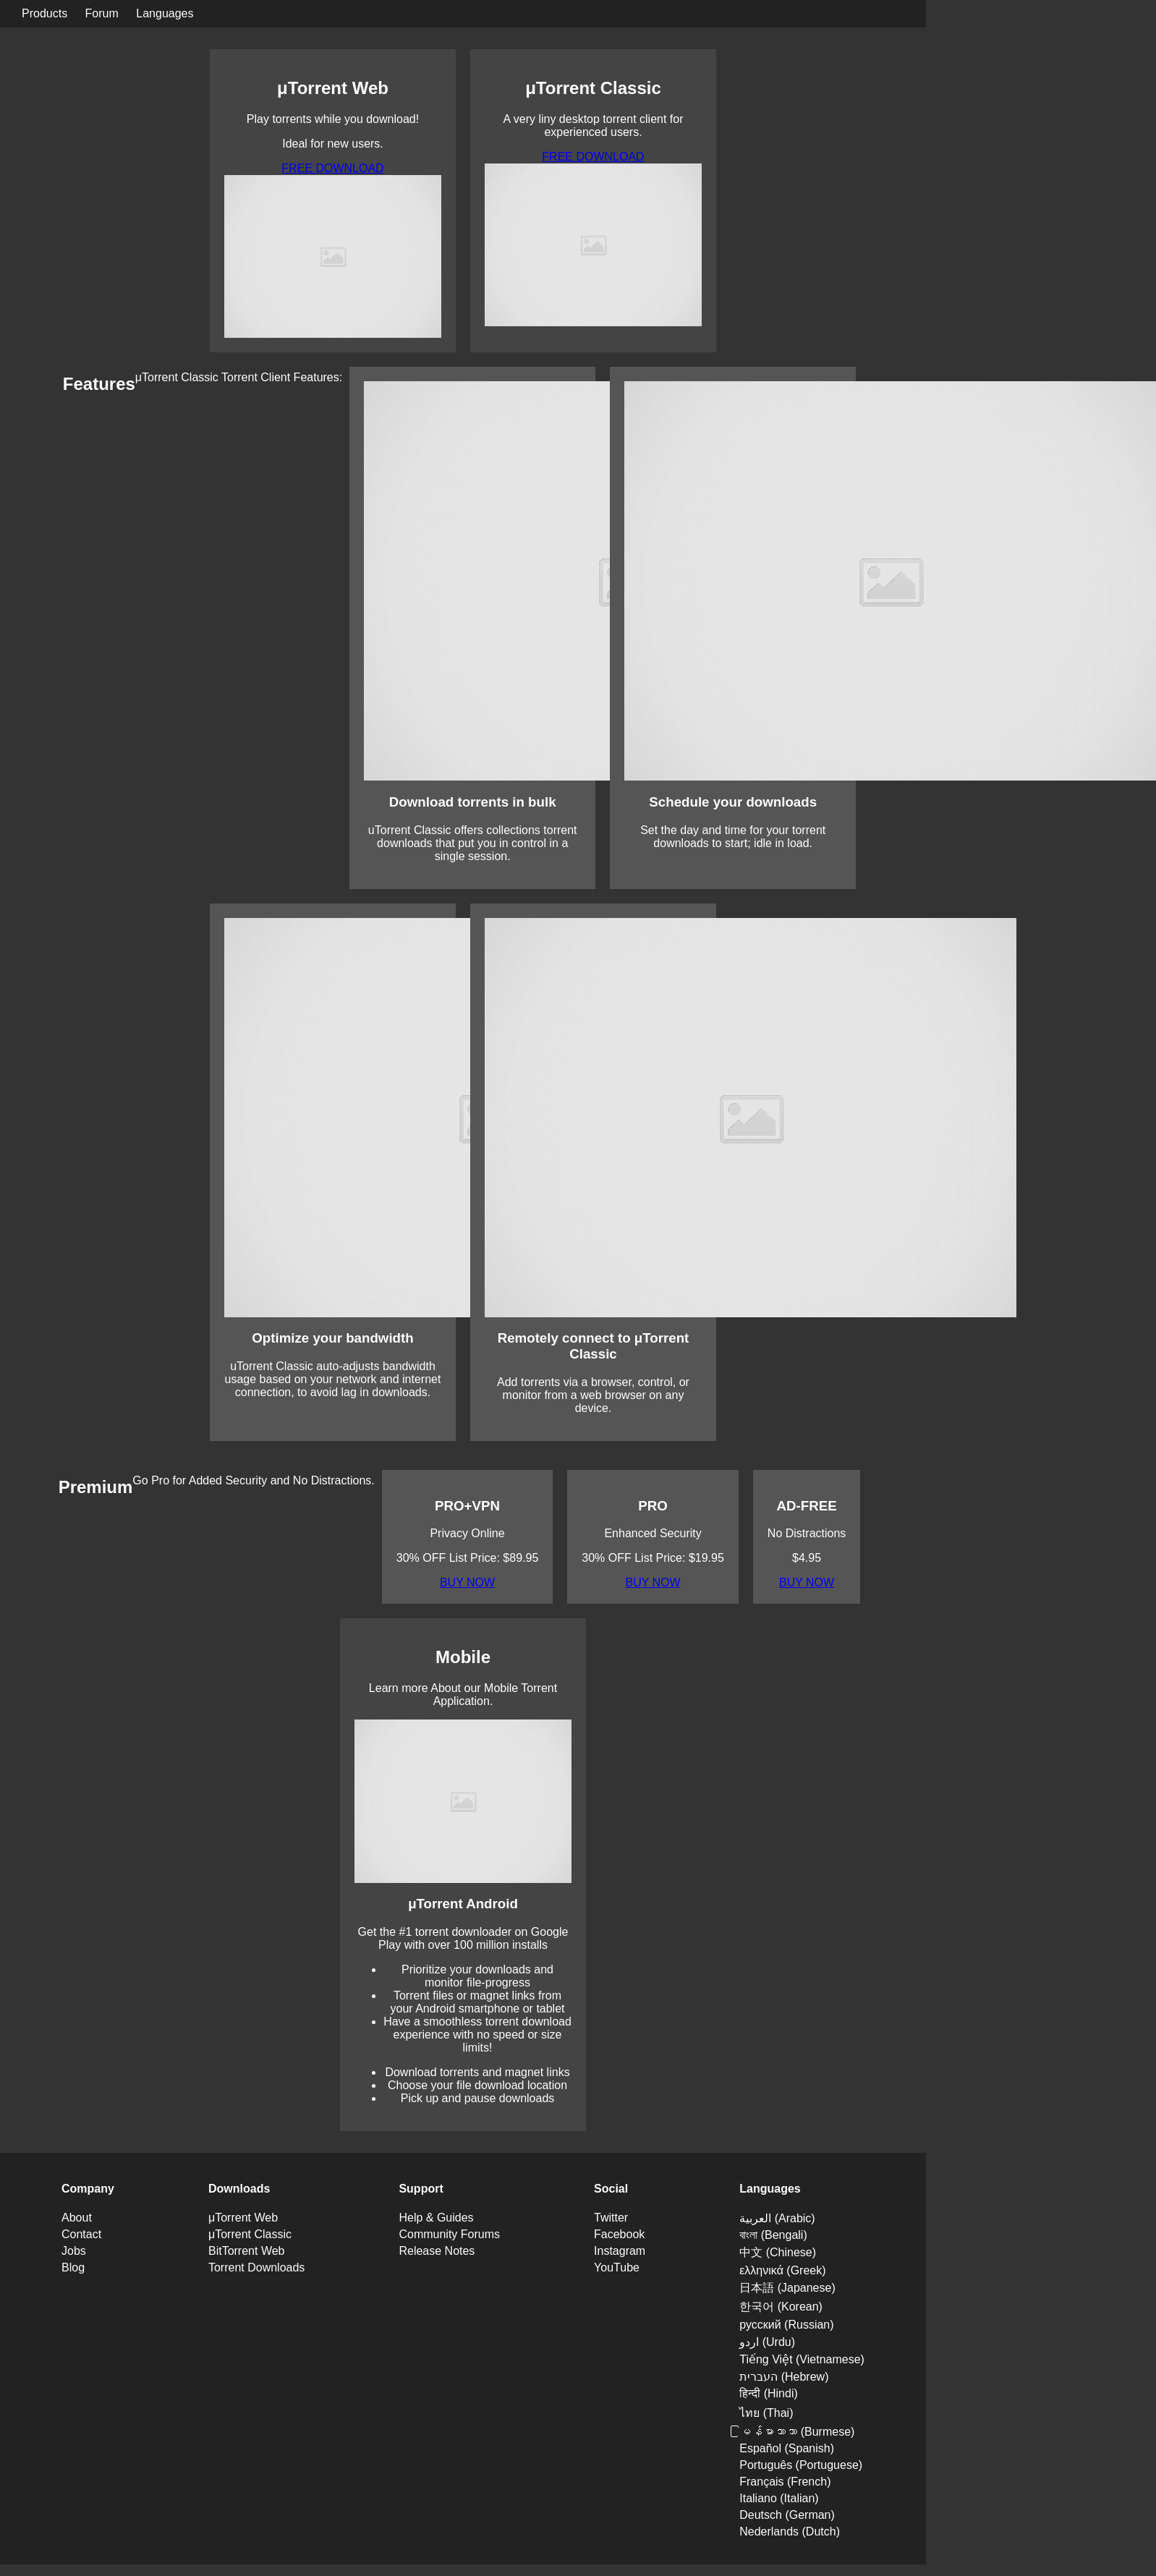 Products Forum Languages
µTorrent Web
Play torrents while you download!
Ideal for new users.
FREE DOWNLOAD
µTorrent Classic
A very liny desktop torrent client for
experienced users.
FREE DOWNLOAD
Features
µTorrent Classic Torrent Client Features:
Download torrents in bulk
uTorrent Classic offers collections torrent
downloads that put you in control in a
single session.
Schedule your downloads
Set the day and time for your torrent
downloads to start; idle in load.
Optimize your bandwidth
uTorrent Classic auto-adjusts bandwidth
usage based on your network and internet
connection, to avoid lag in downloads.
Remotely connect to µTorrent
Classic
Add torrents via a browser, control, or
monitor from a web browser on any
device.
Premium
Go Pro for Added Security and No Distractions.
PRO+VPN
Privacy Online
30% OFF List Price: $89.95
BUY NOW
PRO
Enhanced Security
30% OFF List Price: $19.95
BUY NOW
AD-FREE
No Distractions
$4.95
BUY NOW
Mobile
Learn more About our Mobile Torrent
Application.
µTorrent Android
Get the #1 torrent downloader on Google
Play with over 100 million installs
• Prioritize your downloads and
monitor file-progress
• Torrent files or magnet links from
your Android smartphone or tablet
• Have a smoothless torrent download
experience with no speed or size
limits!
• Download torrents and magnet links
• Choose your file download location
• Pick up and pause downloads
Company
About
Contact
Jobs
Blog
Downloads
µTorrent Web
µTorrent Classic
BitTorrent Web
Torrent Downloads
Support
Help & Guides
Community Forums
Release Notes
Social
Twitter
Facebook
Instagram
YouTube
Languages
العربية (Arabic)
বাংলা (Bengali)
中文 (Chinese)
ελληνικά (Greek)
日本語 (Japanese)
한국어 (Korean)
русский (Russian)
اردو (Urdu)
Tiếng Việt (Vietnamese)
העברית (Hebrew)
हिन्दी (Hindi)
ไทย (Thai)
မြန်မာဘာသာ (Burmese)
Español (Spanish)
Português (Portuguese)
Français (French)
Italiano (Italian)
Deutsch (German)
Nederlands (Dutch)